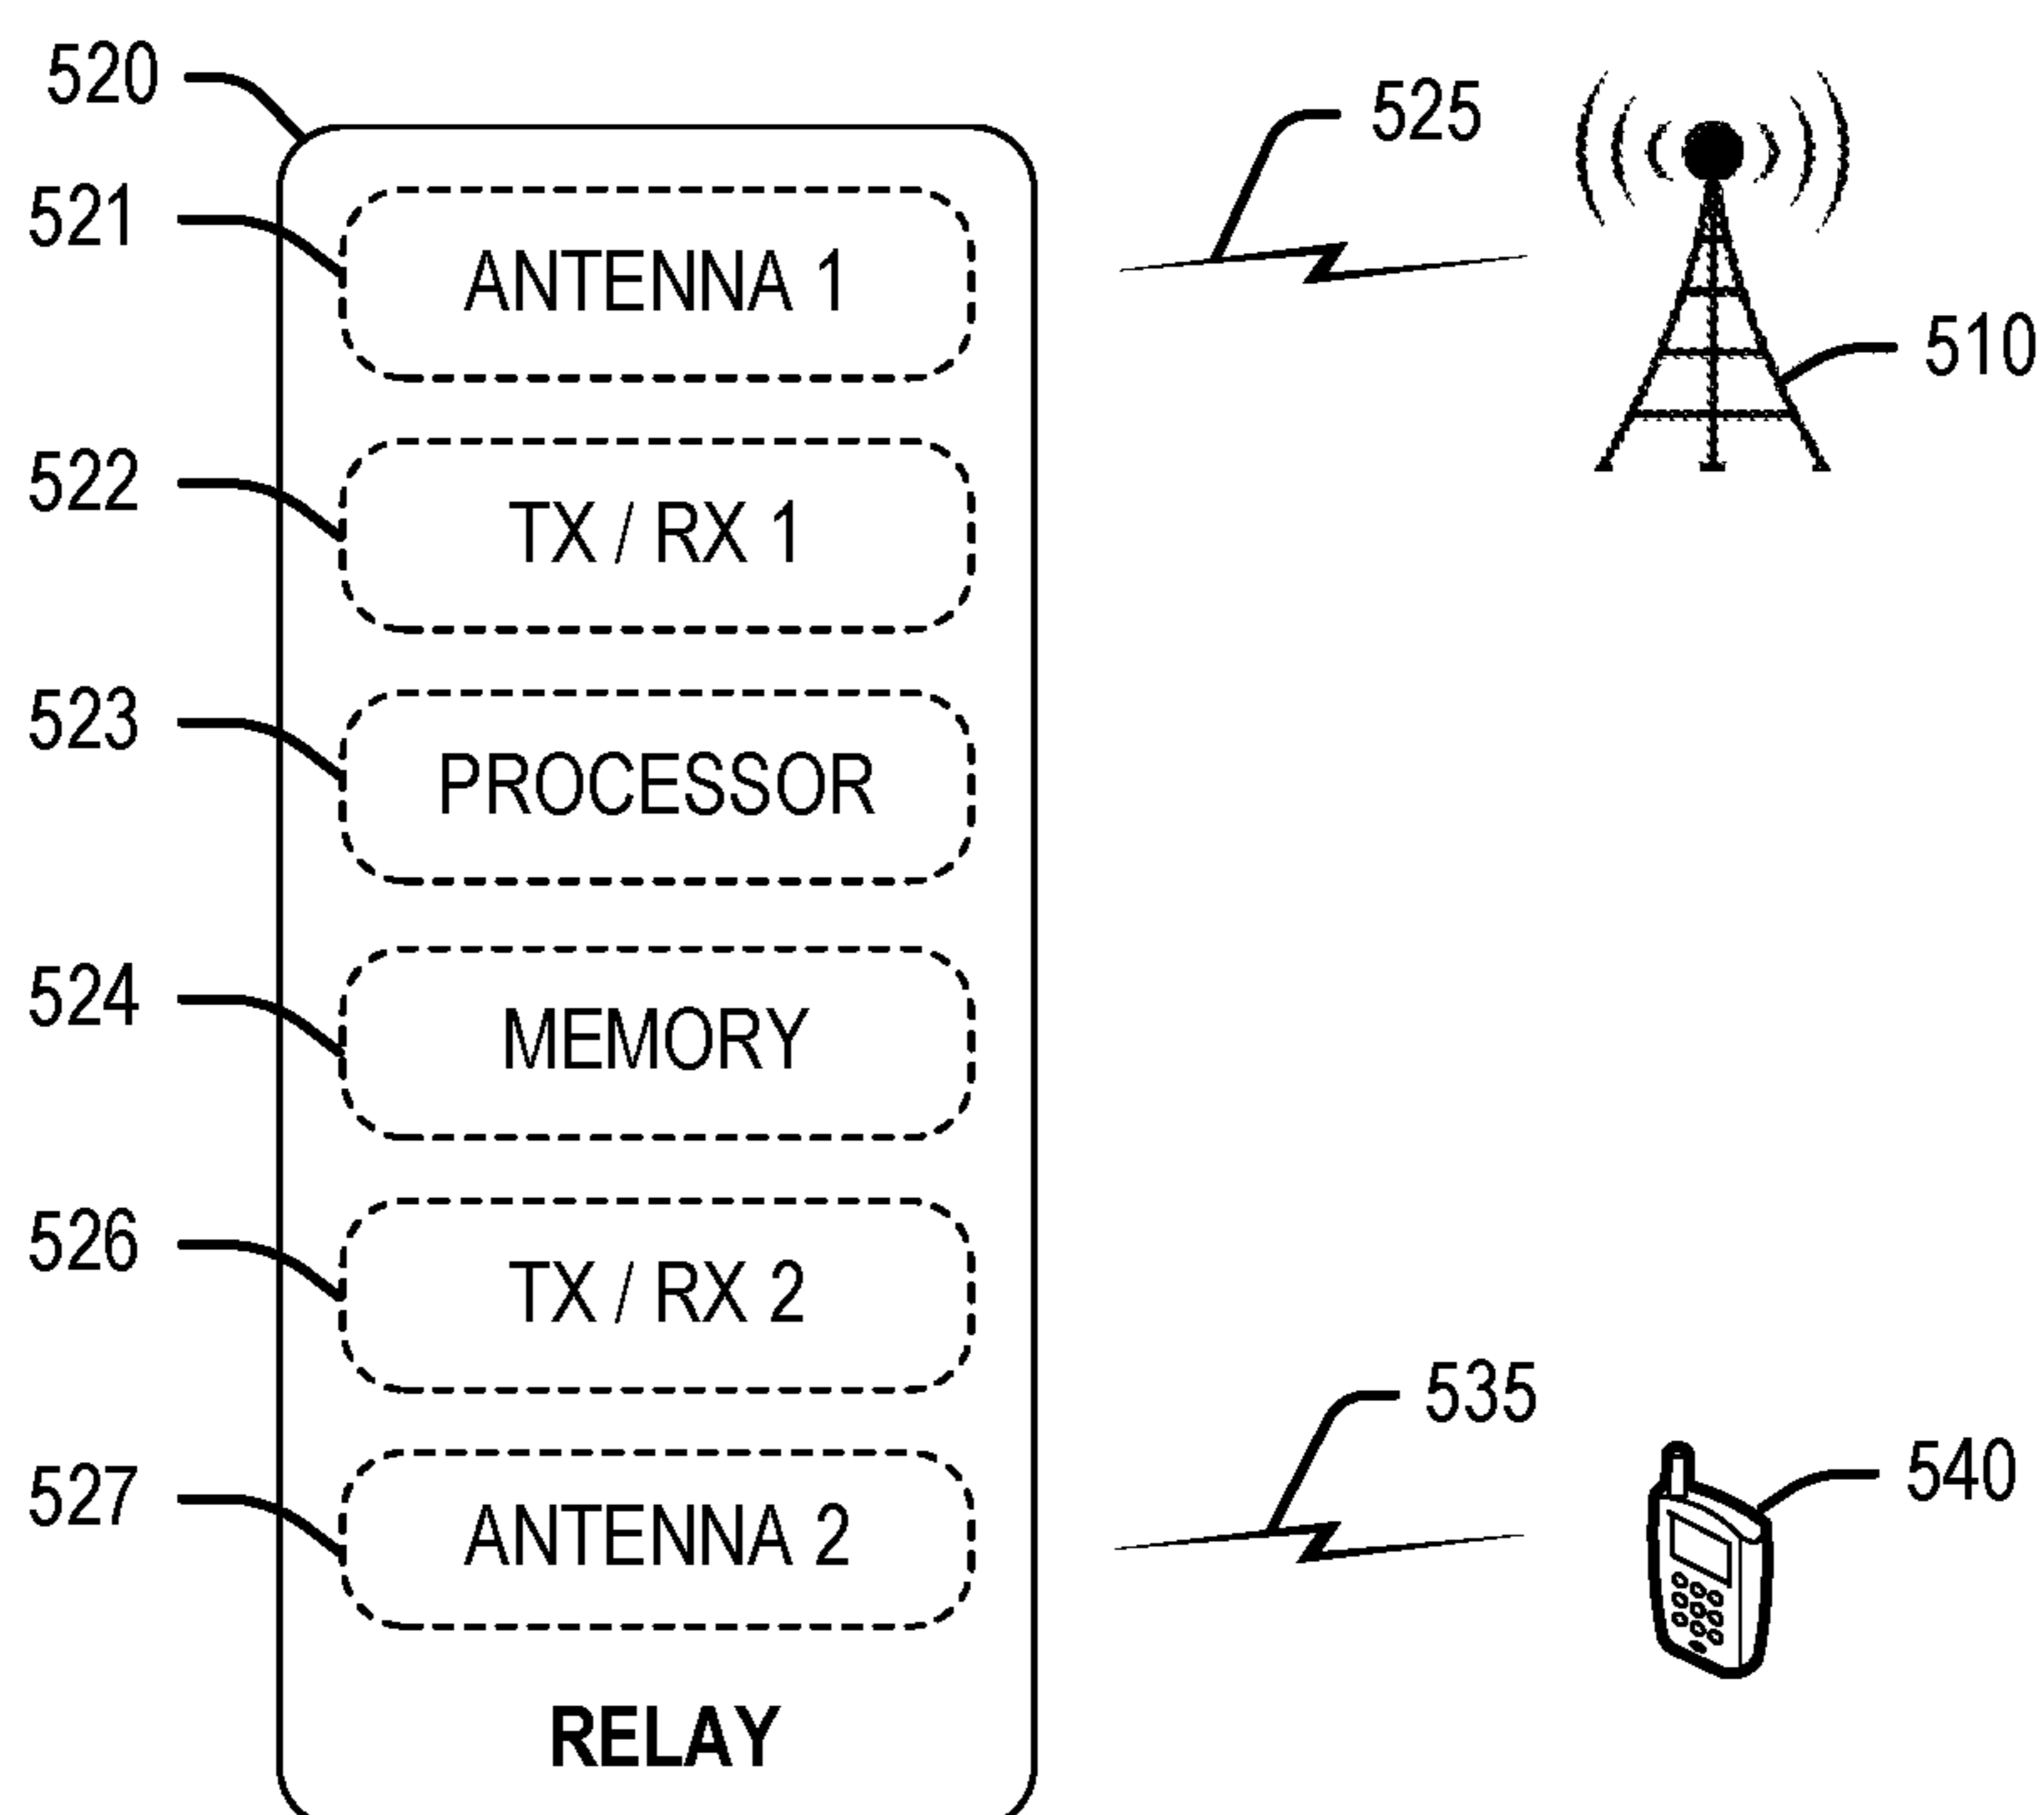 520
525
521
ANTENNA 1
510
522
TX / RX 1
523
PROCESSOR
524
MEMORY
526
TX / RX 2
535
527
ANTENNA 2
540
RELAY